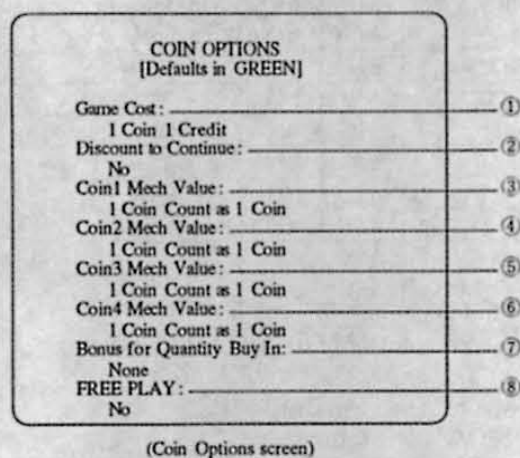 COIN OPTIONS
[Defaults in GREEN]
Game Cost: ①
1 Coin 1 Credit
Discount to Continue: ②
No
Coin1 Mech Value: ③
1 Coin Count as 1 Coin
Coin2 Mech Value: ④
1 Coin Count as 1 Coin
Coin3 Mech Value: ⑤
1 Coin Count as 1 Coin
Coin4 Mech Value: ⑥
1 Coin Count as 1 Coin
Bonus for Quantity Buy In: ⑦
None
FREE PLAY: ⑧
No
(Coin Options screen)